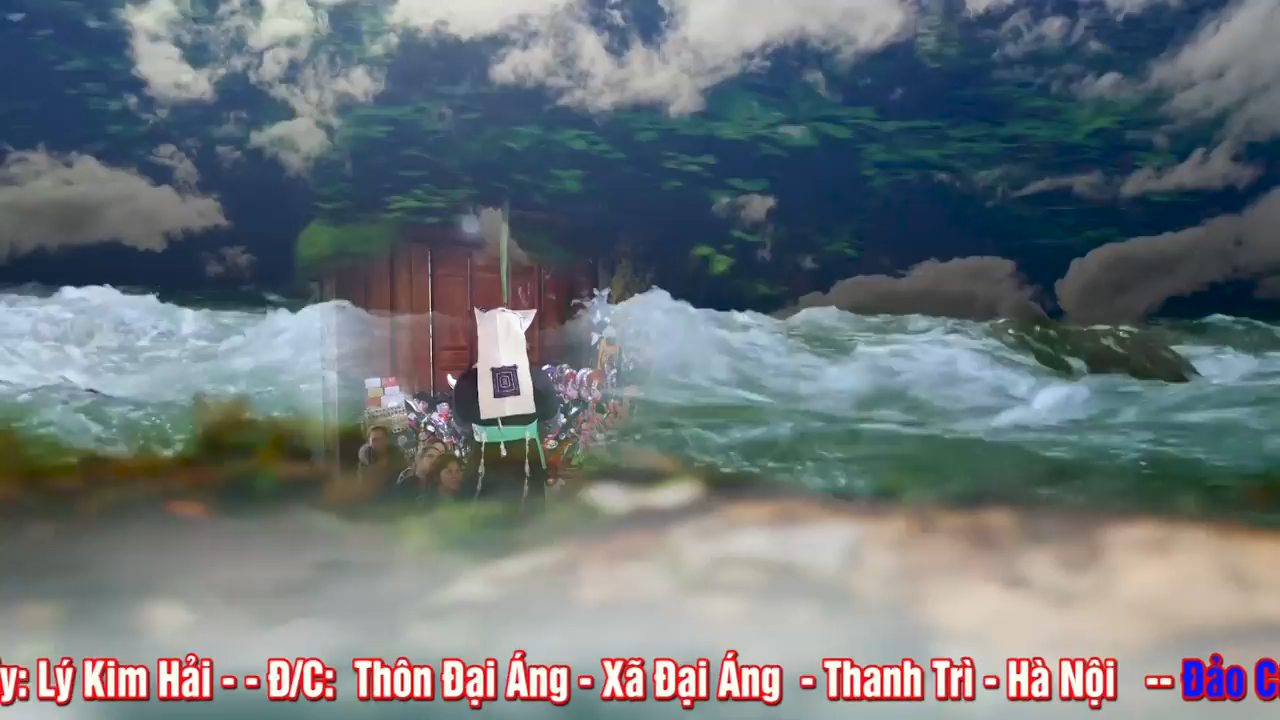 y: Lý Kim Hải - - Đ/C: Thôn Đại Áng - Xã Đại Áng - Thanh Trì - Hà Nội -- Đảo C